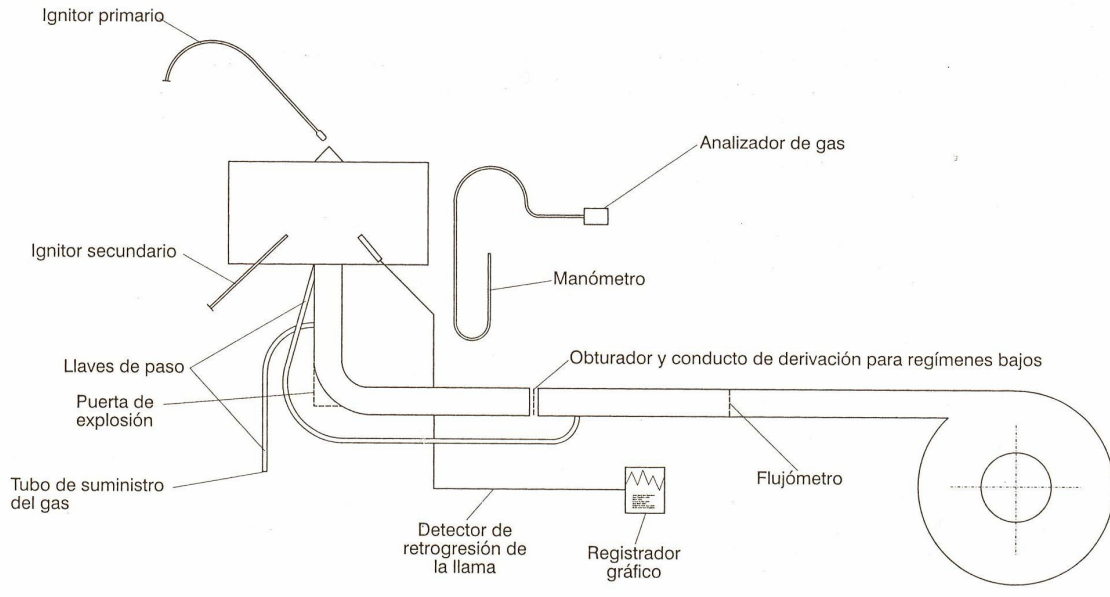 Ignitor primario
Analizador de gas
Ignitor secundario
Manómetro
Obturador y conducto de derivación para regímenes bajos
Llaves de paso
Puerta de
explosión
Tubo de suministro
del gas
Flujómetro
Detector de
retrogresión de
la llama
Registrador
gráfico